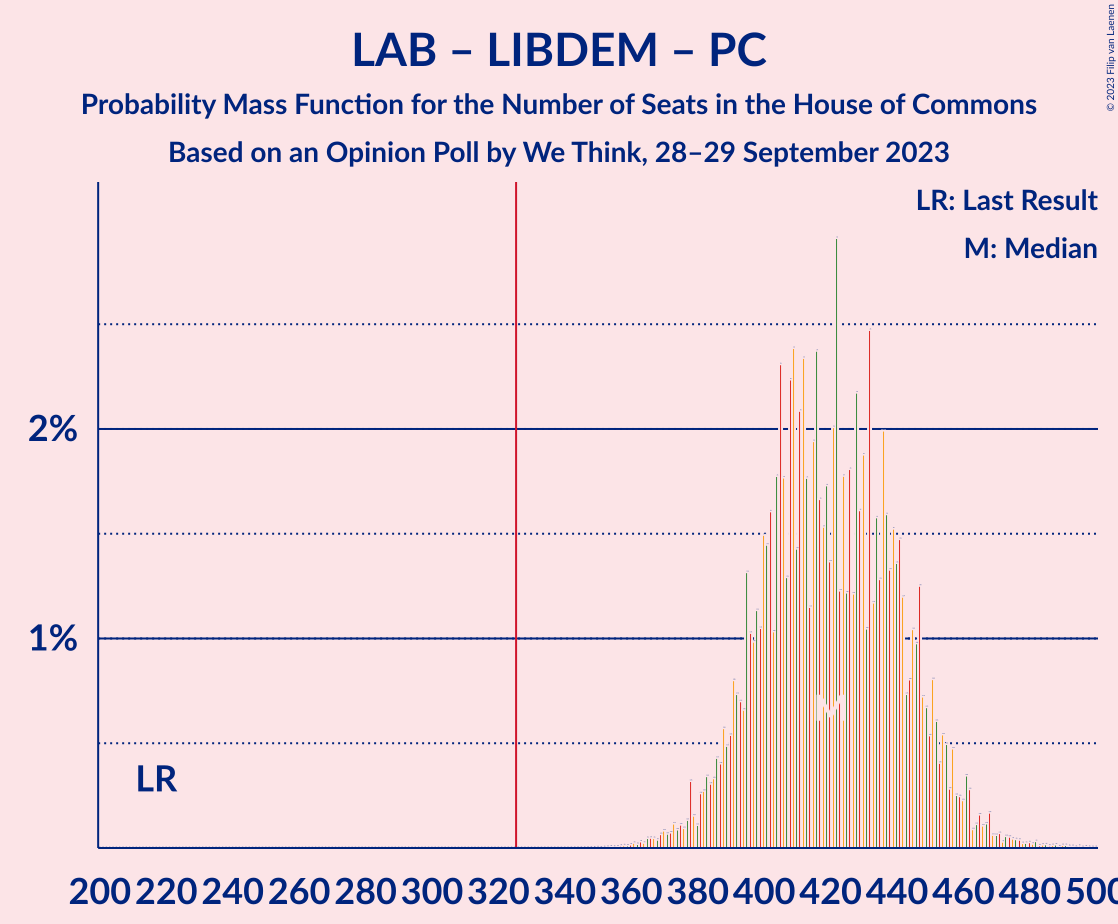 LAB – LIBDEM – PC
Probability Mass Function for the Number of Seats in the House of Commons
Based on an Opinion Poll by We Think, 28–29 September 2023
© 2023 Filip van Laenen
LR: Last Result
M: Median
2%
1%
LR
M
200 220 240 260 280 300 320 340 360 380 400 420 440 460 480 500